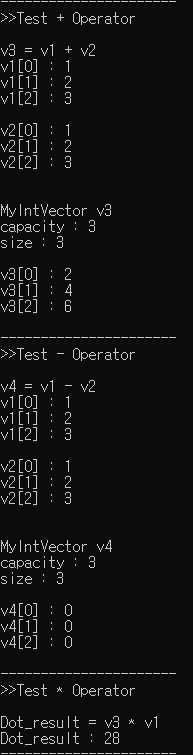 ----------------------
>>Test + Operator
v3 = v1 + v2
v1[0] : 1
v1[1] : 2
v1[2] : 3
v2[0] : 1
v2[1] : 2
v2[2] : 3
MyIntVector v3
capacity : 3
size : 3
v3[0] : 2
v3[1] : 4
v3[2] : 6
----------------------
>>Test - Operator
v4 = v1 - v2
v1[0] : 1
v1[1] : 2
v1[2] : 3
v2[0] : 1
v2[1] : 2
v2[2] : 3
MyIntVector v4
capacity : 3
size : 3
v4[0] : 0
v4[1] : 0
v4[2] : 0
----------------------
>>Test * Operator
Dot_result = v3 * v1
Dot_result : 28
----------------------